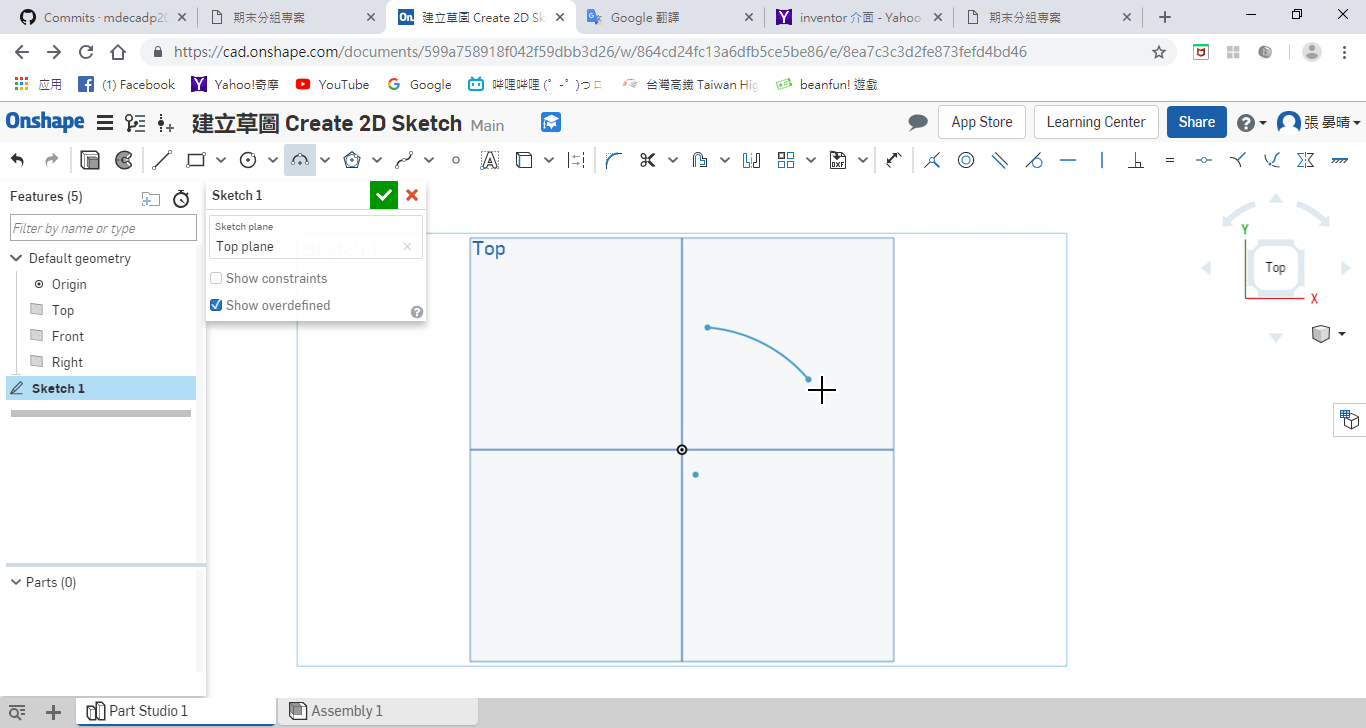 Commits · mdecadp20
期末分組專案
On. 建立草圖 Create 2D Sk
Google 翻譯
inventor 介面 - Yahoo
期末分組專案
https://cad.onshape.com/documents/599a758918f042f59dbb3d26/w/864cd24fc13a6dfb5ce5be86/e/8ea7c3c3d2fe873fefd4bd46
应用
(1) Facebook
Yahoo!奇摩
YouTube
Google
哔哩哔哩 (゜-゜)つロ
台灣高鐵 Taiwan Hig
beanfun! 遊戲
Onshape
建立草圖 Create 2D Sketch Main
App Store
Learning Center
Share
張 晏晴
DXF
Features (5)
Filter by name or type
Default geometry
Origin
Top
Front
Right
Sketch 1
Sketch 1
Sketch plane
Top plane
Show constraints
Show overdefined
Top
Y
Top
X
Parts (0)
Part Studio 1
Assembly 1